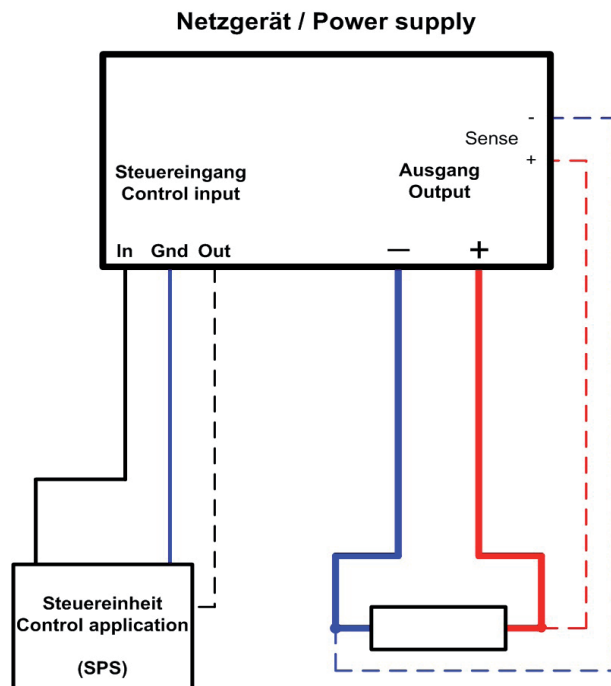 Netzgerät / Power supply
-
Sense
+
Steuereingang
Control input
Ausgang
Output
In Gnd Out
— +
Steuereinheit
Control application
(SPS)